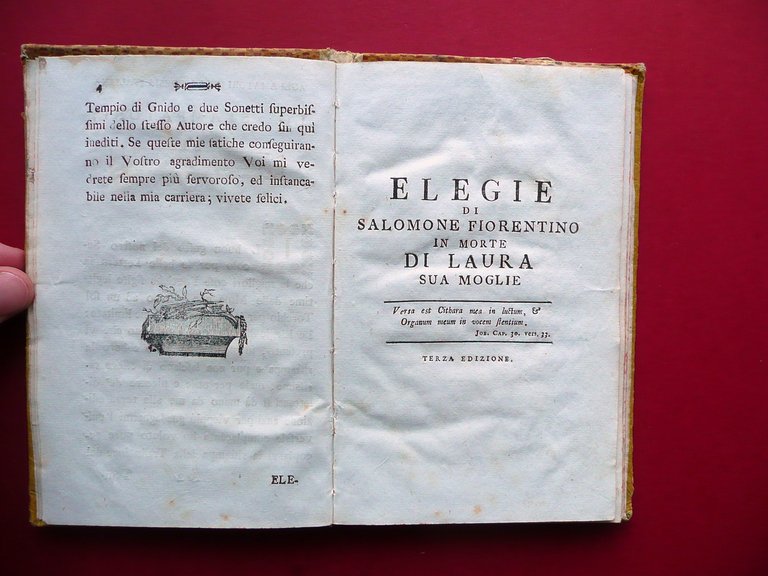 4
Tempio di Gnido e due Sonetti ſuperbiſ-
ſimi dello ſteſſo Autore che credo ſin qui
inediti. Se queſte mie fatiche conſeguiran-
no il Voſtro agradimento Voi mi ve-
drete ſempre più ſervoroſo, ed inſtanca-
bile nella mia carriera; vivete felici.
ELE-
ELEGIE
DI
SALOMONE FIORENTINO
IN MORTE
DI LAURA
SUA MOGLIE
Verſa eſt Cithara mea in luctum, &
Organum meum in vocem flentium.
JOB. CAP. 30. verſ. 33.
TERZA EDIZIONE.